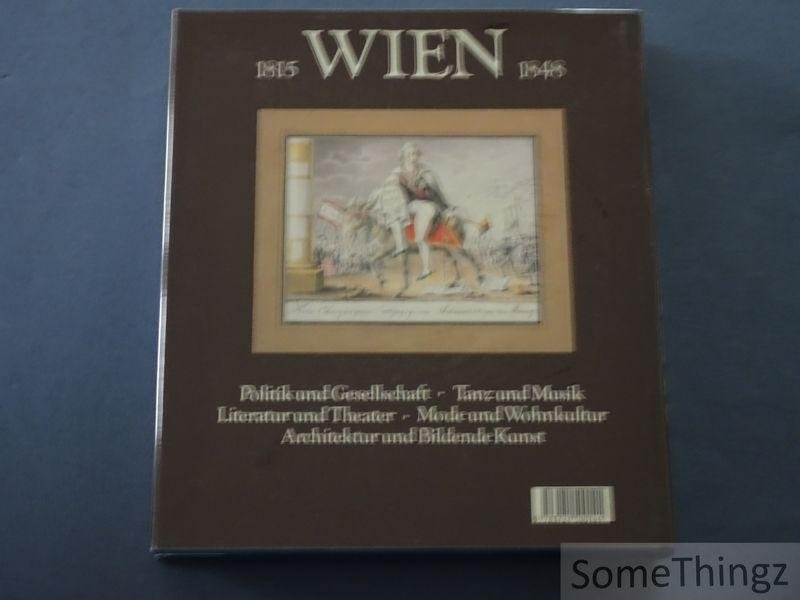 WIEN
1815 1848
Politik und Gesellschaft - Tanz und Musik
Literatur und Theater - Mode und Wohnkultur
Architektur und Bildende Kunst
SomeThingz